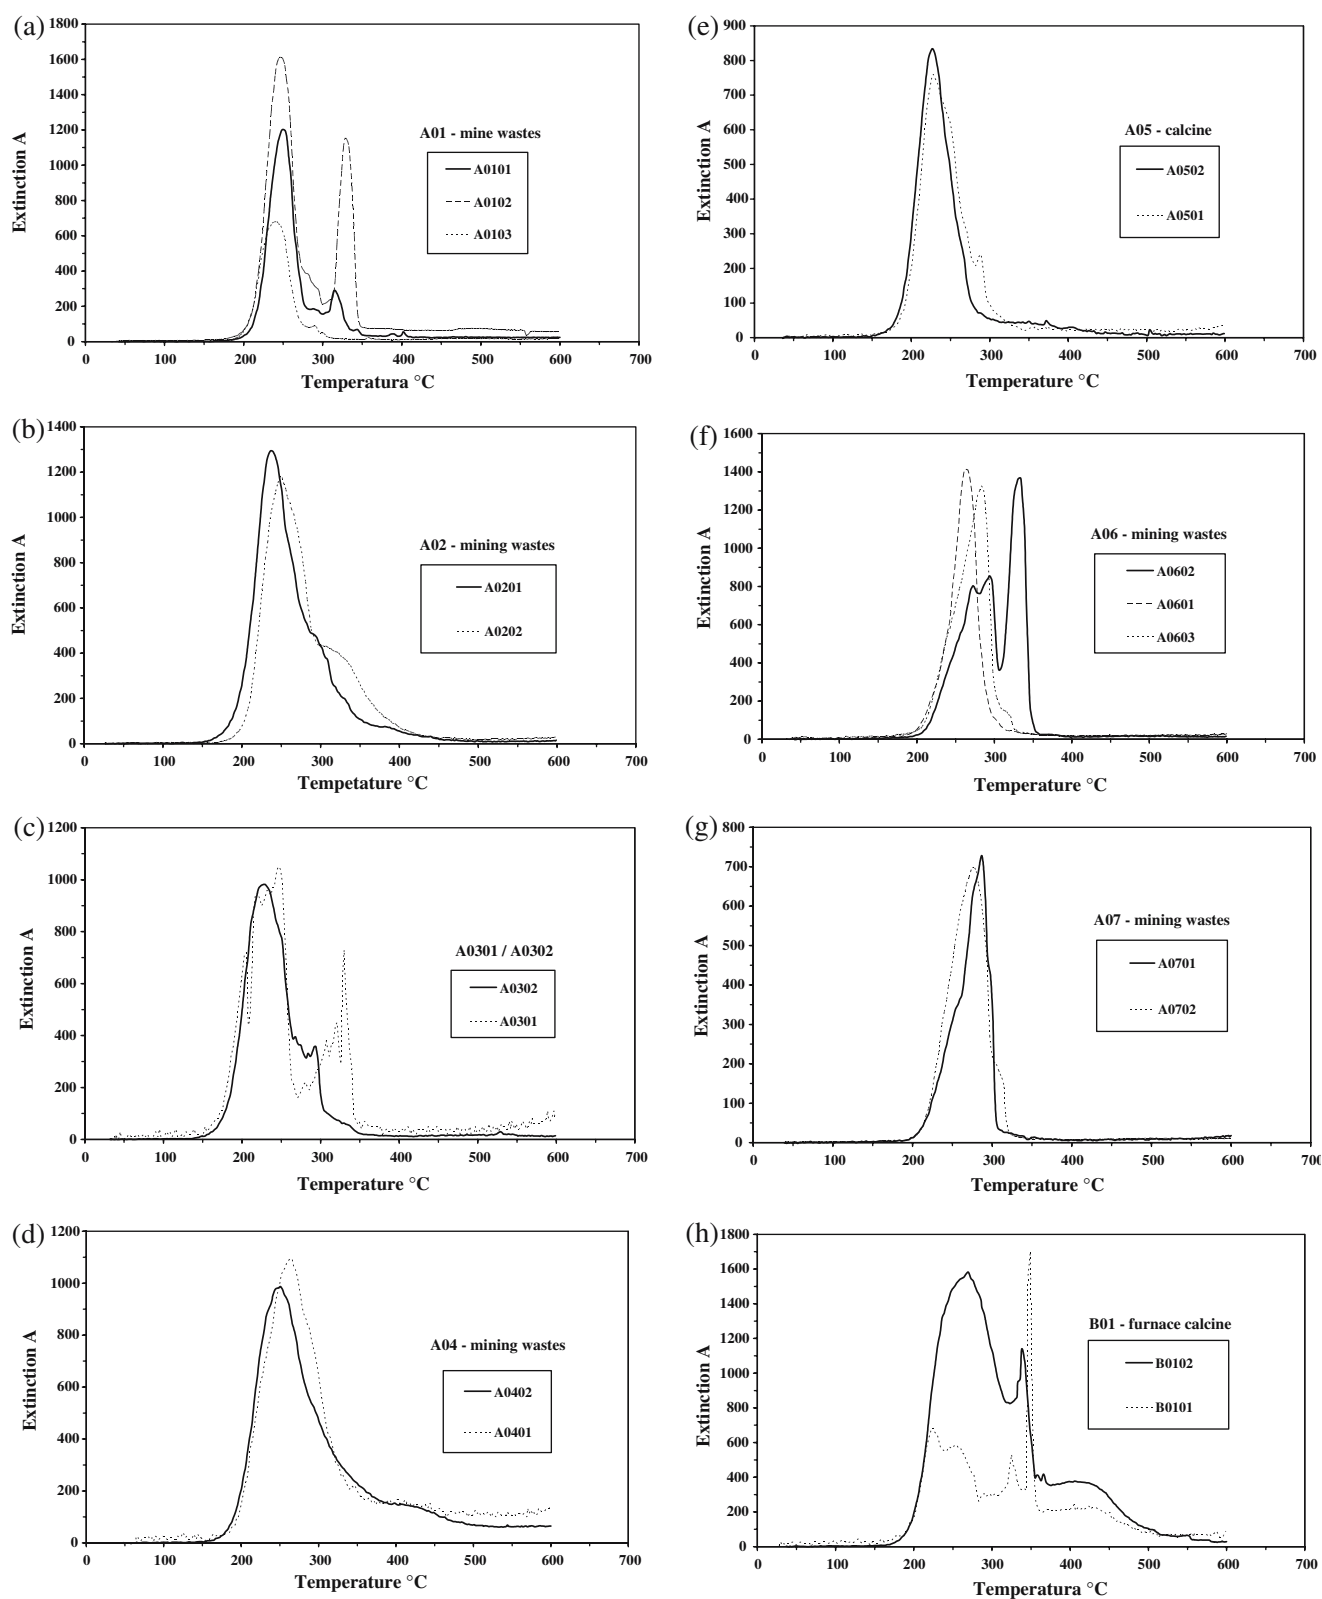 (a)
1800
1600
1400
1200
1000
800
600
400
200
0
Extinction A
A01 - mine wastes
A0101
A0102
A0103
0 100 200 300 400 500 600 700
Temperatura °C
(b)
1400
1200
1000
800
600
400
200
0
Extinction A
A02 - mining wastes
A0201
A0202
0 100 200 300 400 500 600 700
Tempetature °C
(c)
1200
1000
800
600
400
200
0
Extinction A
A0301 / A0302
A0302
A0301
0 100 200 300 400 500 600 700
Temperature °C
(d)
1200
1000
800
600
400
200
0
Extinction A
A04 - mining wastes
A0402
A0401
0 100 200 300 400 500 600 700
Temperature °C
(e)
900
800
700
600
500
400
300
200
100
0
Extinction A
A05 - calcine
A0502
A0501
0 100 200 300 400 500 600 700
Temperature °C
(f)
1600
1400
1200
1000
800
600
400
200
0
Extinction A
A06 - mining wastes
A0602
A0601
A0603
0 100 200 300 400 500 600 700
Temperature °C
(g)
800
700
600
500
400
300
200
100
0
Extinction A
A07 - mining wastes
A0701
A0702
0 100 200 300 400 500 600 700
Temperature °C
(h)
1800
1600
1400
1200
1000
800
600
400
200
0
Extinction A
B01 - furnace calcine
B0102
B0101
0 100 200 300 400 500 600 700
Temperatura °C